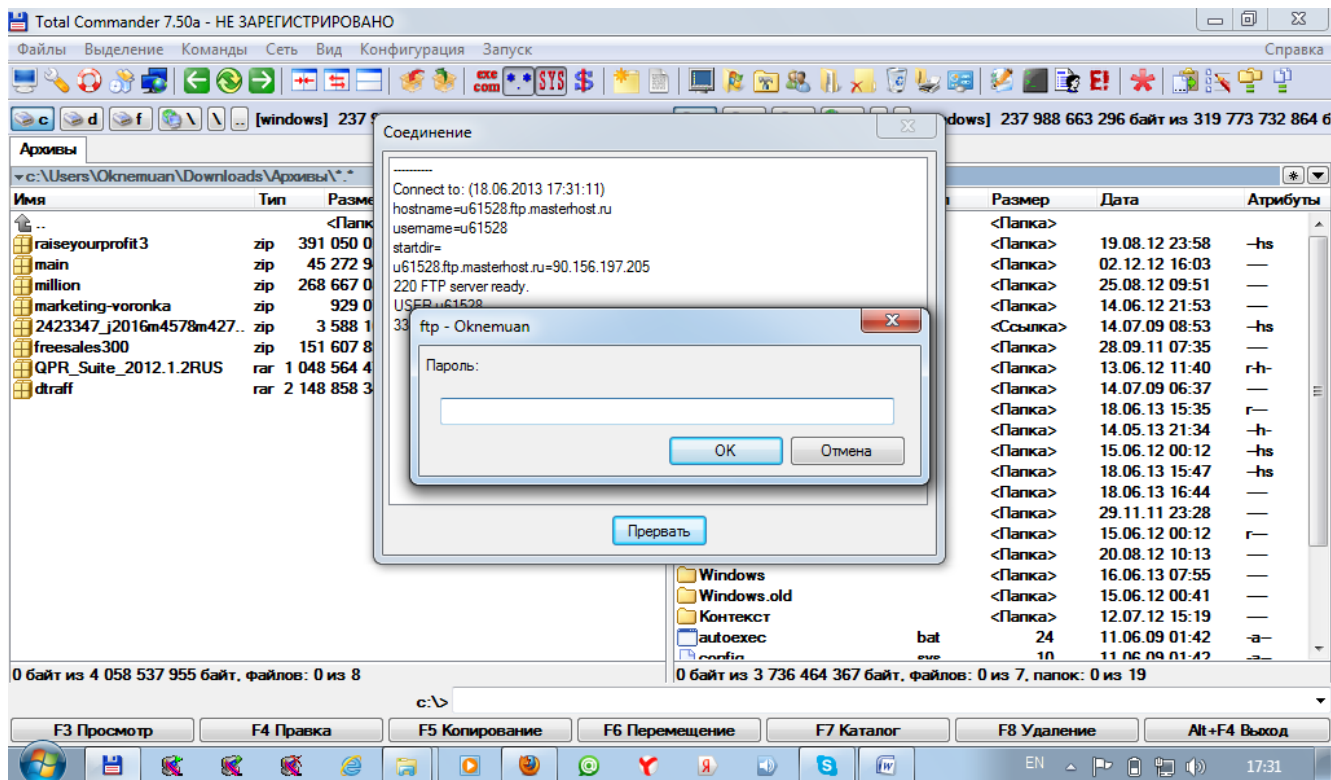 Total Commander 7.50a - НЕ ЗАРЕГИСТРИРОВАНО
Файлы Выделение Команды Сеть Вид Конфигурация Запуск Справка
exe com *.* SYS $ E!
c d f \ \ .. [windows] 237 dows] 237 988 663 296 байт из 319 773 732 864 б
Архивы
c:\Users\Oknemuan\Downloads\Архивы\*.*
* ▼
Имя Тип Разме
.. <Папк
raiseyourprofit3 zip 391 050 0
main zip 45 272 9
million zip 268 667 0
marketing-voronka zip 929 0
2423347_j2016m4578m427.. zip 3 588 1
freesales300 zip 151 607 8
QPR_Suite_2012.1.2RUS rar 1 048 564 4
dtraff rar 2 148 858 3
0 байт из 4 058 537 955 байт, файлов: 0 из 8
Соединение
----------
Connect to: (18.06.2013 17:31:11)
hostname=u61528.ftp.masterhost.ru
username=u61528
startdir=
u61528.ftp.masterhost.ru=90.156.197.205
220 FTP server ready.
USER u61528
33
ftp - Oknemuan
Пароль:
OK Отмена
Прервать
Размер Дата Атрибуты
<Папка>
<Папка> 19.08.12 23:58 –hs
<Папка> 02.12.12 16:03 —
<Папка> 25.08.12 09:51 —
<Папка> 14.06.12 21:53 —
<Ссылка> 14.07.09 08:53 –hs
<Папка> 28.09.11 07:35 —
<Папка> 13.06.12 11:40 r-h-
<Папка> 14.07.09 06:37 —
<Папка> 18.06.13 15:35 r—
<Папка> 14.05.13 21:34 –h-
<Папка> 15.06.12 00:12 –hs
<Папка> 18.06.13 15:47 –hs
<Папка> 18.06.13 16:44 —
<Папка> 29.11.11 23:28 —
<Папка> 15.06.12 00:12 r—
<Папка> 20.08.12 10:13 —
Windows <Папка> 16.06.13 07:55 —
Windows.old <Папка> 15.06.12 00:41 —
Контекст <Папка> 12.07.12 15:19 —
autoexec bat 24 11.06.09 01:42 -a–
config sys 10 11.06.09 01:42 -a–
0 байт из 3 736 464 367 байт, файлов: 0 из 7, папок: 0 из 19
c:\>
F3 Просмотр F4 Правка F5 Копирование F6 Перемещение F7 Каталог F8 Удаление Alt+F4 Выход
Y Я S W EN 17:31